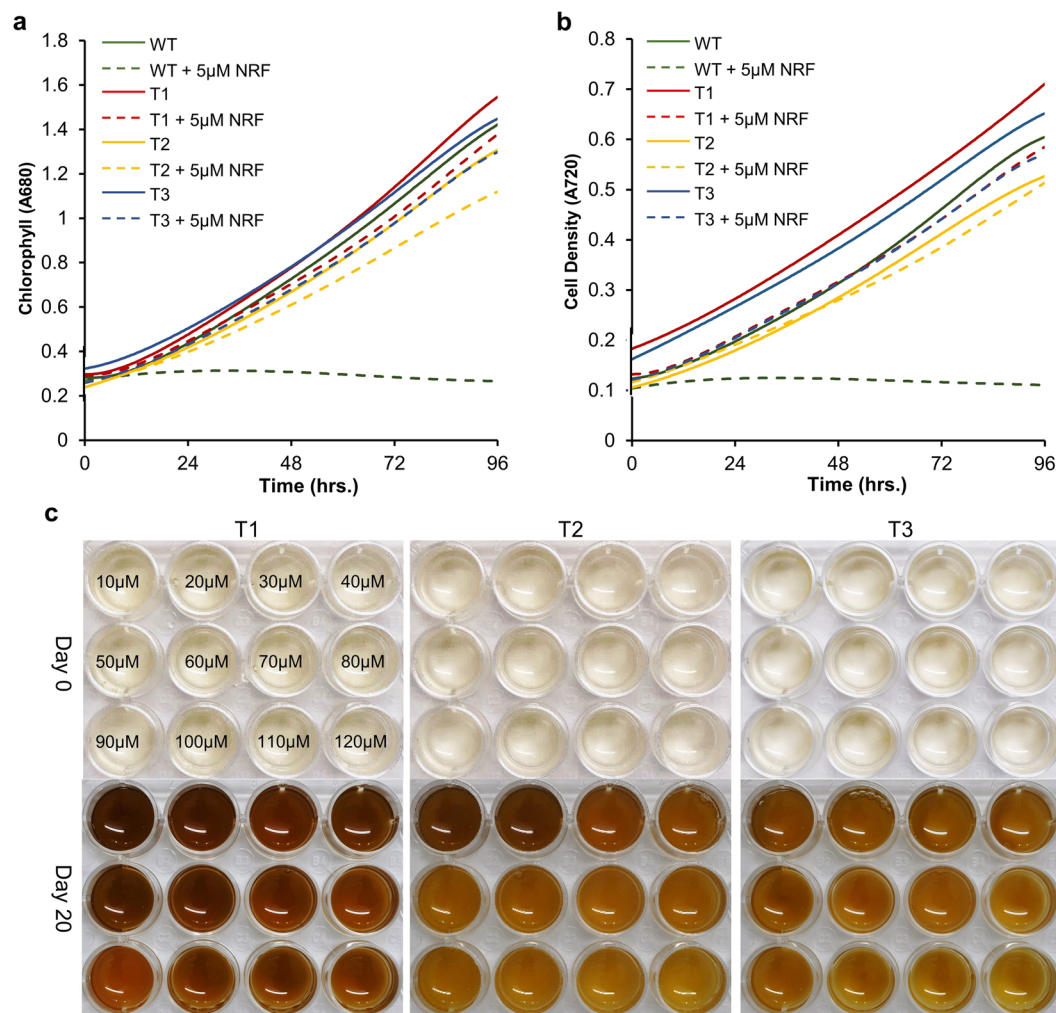 a
1.8
1.6
1.4
1.2
1
0.8
0.6
0.4
0.2
0
Chlorophyll (A680)
WT
WT + 5µM NRF
T1
T1 + 5µM NRF
T2
T2 + 5µM NRF
T3
T3 + 5µM NRF
0 24 48 72 96
Time (hrs.)
b
0.8
0.7
0.6
0.5
0.4
0.3
0.2
0.1
0
Cell Density (A720)
WT
WT + 5µM NRF
T1
T1 + 5µM NRF
T2
T2 + 5µM NRF
T3
T3 + 5µM NRF
0 24 48 72 96
Time (hrs.)
c
T1 T2 T3
Day 0
10µM 20µM 30µM 40µM
50µM 60µM 70µM 80µM
90µM 100µM 110µM 120µM
Day 20